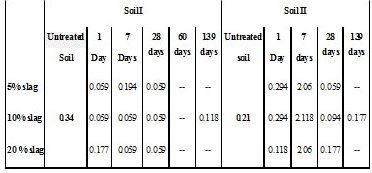 Soil I Soil II
Untreated Soil 1 Day 7 Days 28 days 60 days 139 days Untreated soil 1 Day 7 Days 28 days 139 days
5% slag 0.059 0.194 0.059 -- -- 0.294 2.06 0.059 --
10% slag 0.34 0.059 0.059 0.059 -- 0.118 0.21 0.294 2.118 0.094 0.177
20 % slag 0.177 0.059 0.059 -- -- 0.118 2.06 0.177 --